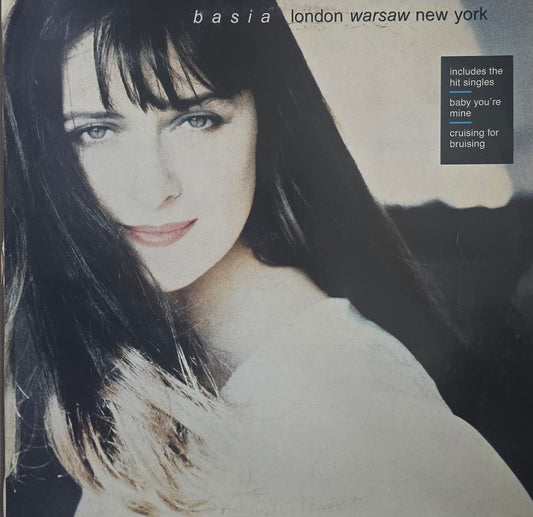 basia london warsaw new york
includes the
hit singles
baby you're
mine
cruising for
bruising